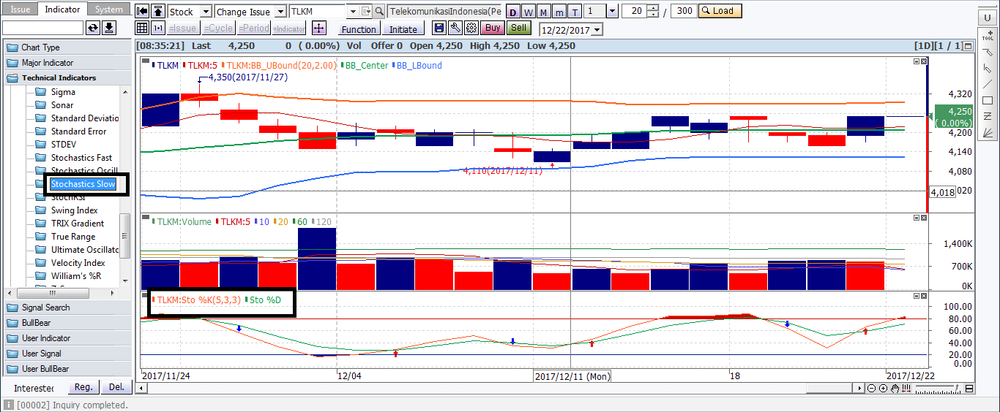 Issue Indicator System
Stock Change Issue TLKM TelekomunikasiIndonesia(Pe D W M m T 1 20 / 300 Load
1+1 =Issue =Cycle =Period =Indicator Function Initiate Buy Sell 12/22/2017
[08:35:21] Last 4,250 0 ( 0.00%) Vol Offer 0 Open 4,250 High 4,250 Low 4,250 [1D][1 / 1]
Chart Type
Major Indicator
Technical Indicators
Sigma
Sonar
Standard Deviatio
Standard Error
STDEV
Stochastics Fast
Stochastics Oscill
Stochastics Slow
StochRSI
Swing Index
TRIX Gradient
True Range
Ultimate Oscillato
Velocity Index
William's %R
Signal Search
BullBear
User Indicator
User Signal
User BullBear
Interested Reg. Del.
[00002] Inquiry completed.
TLKM TLKM:5 TLKM:BB_UBound(20,2.00) BB_Center BB_LBound
4,350(2017/11/27)
4,110(2017/12/11)
4,320
4,250
( 0.00%)
4,200
4,140
4,080
4,018 020
TLKM:Volume TLKM:5 10 20 60 120
1,400K
700K
0K
TLKM:Sto %K(5,3,3) Sto %D
100.00
80.00
60.00
40.00
20.00
0.00
2017/11/24 12/04 2017/12/11 (Mon) 18 2017/12/22
U
TOOL